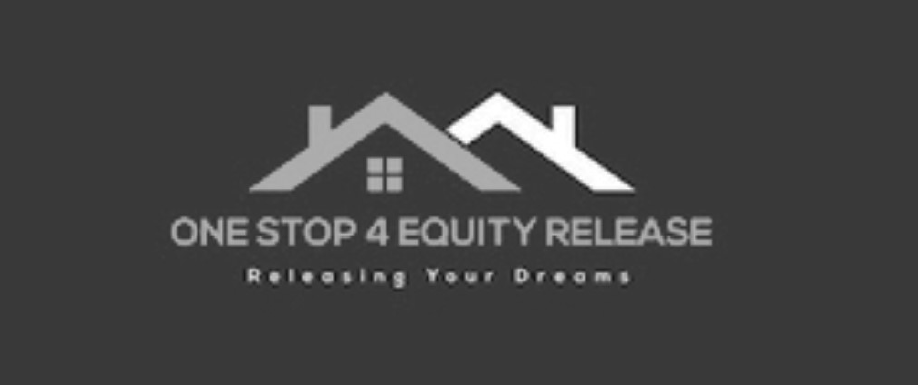 ONE STOP 4 EQUITY RELEASE
Releasing Your Dreams